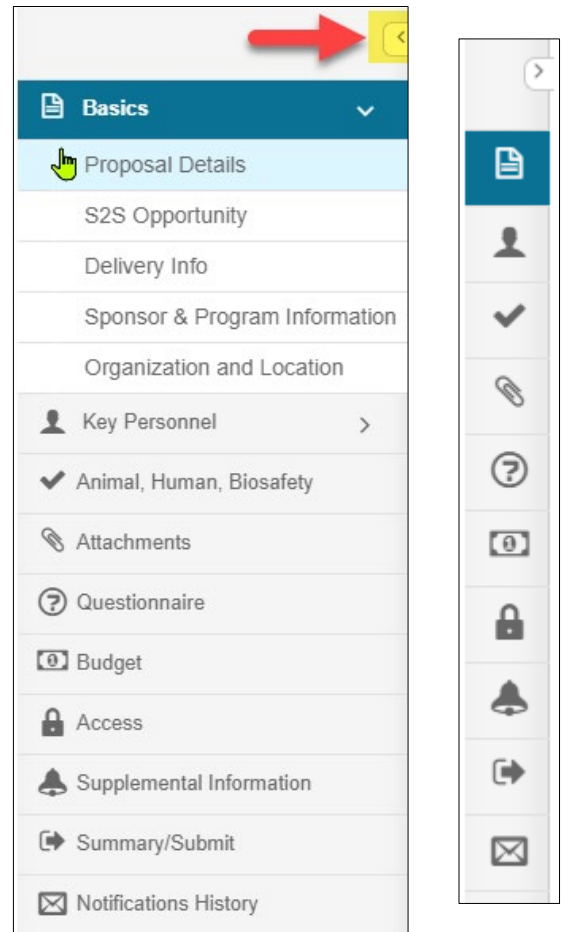 Basics
Proposal Details
S2S Opportunity
Delivery Info
Sponsor & Program Information
Organization and Location
Key Personnel
Animal, Human, Biosafety
Attachments
Questionnaire
Budget
Access
Supplemental Information
Summary/Submit
Notifications History